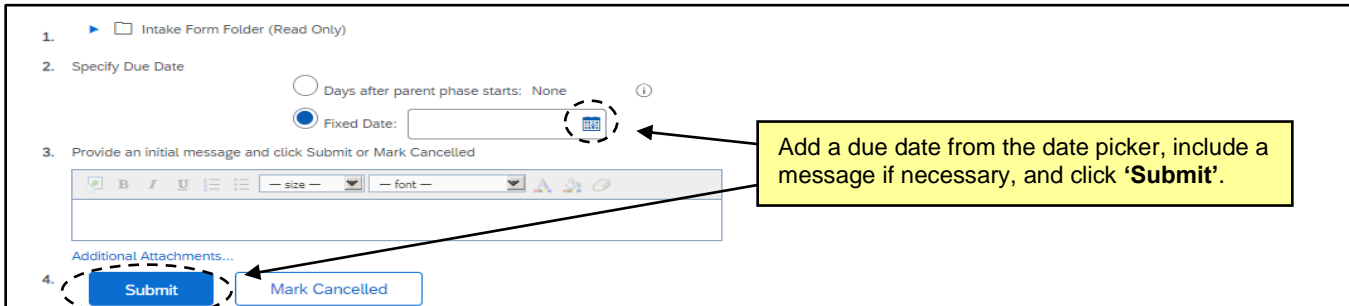 1. Intake Form Folder (Read Only)
2. Specify Due Date
Days after parent phase starts: None
Fixed Date:
3. Provide an initial message and click Submit or Mark Cancelled
B I U — size — — font — A
Additional Attachments...
4. Submit Mark Cancelled
Add a due date from the date picker, include a
message if necessary, and click ‘Submit’.